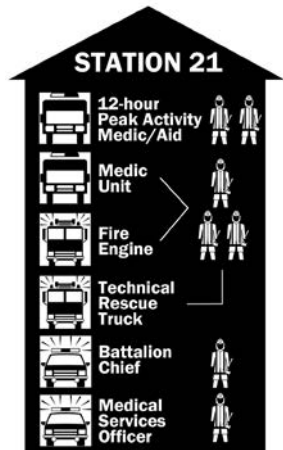 STATION 21
12-hour
Peak Activity
Medic/Aid
Medic
Unit
Fire
Engine
Technical
Rescue
Truck
Battalion
Chief
Medical
Services
Officer